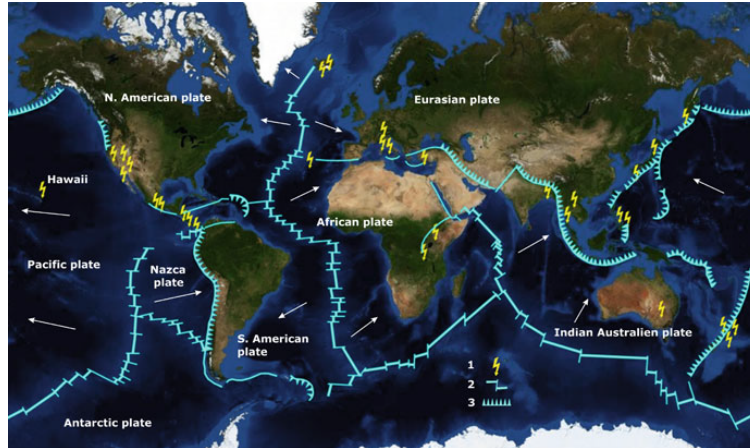 N. American plate
Eurasian plate
Hawaii
African plate
Pacific plate
Nazca
plate
S. American
plate
Indian Australien plate
1
2
3
Antarctic plate